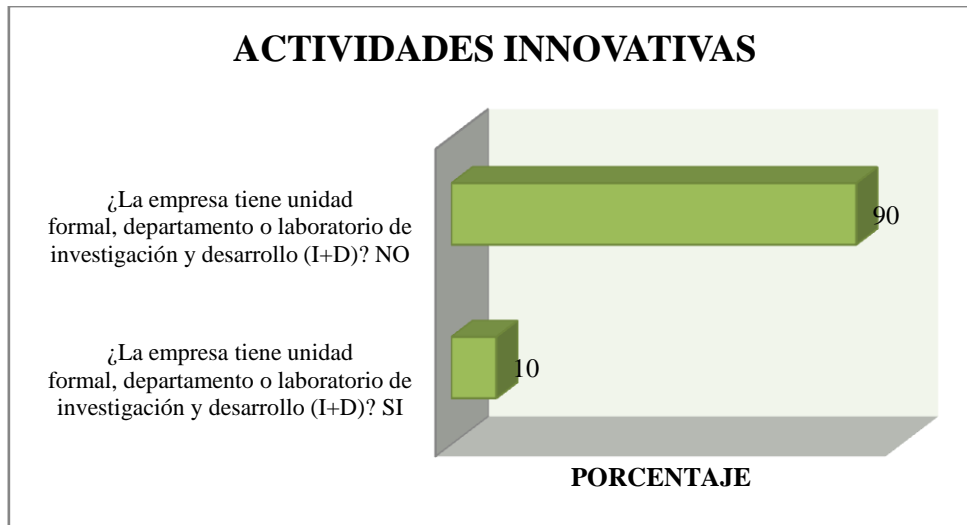 ACTIVIDADES INNOVATIVAS
¿La empresa tiene unidad
formal, departamento o laboratorio de
investigación y desarrollo (I+D)? NO
90
¿La empresa tiene unidad
formal, departamento o laboratorio de
investigación y desarrollo (I+D)? SI
10
PORCENTAJE